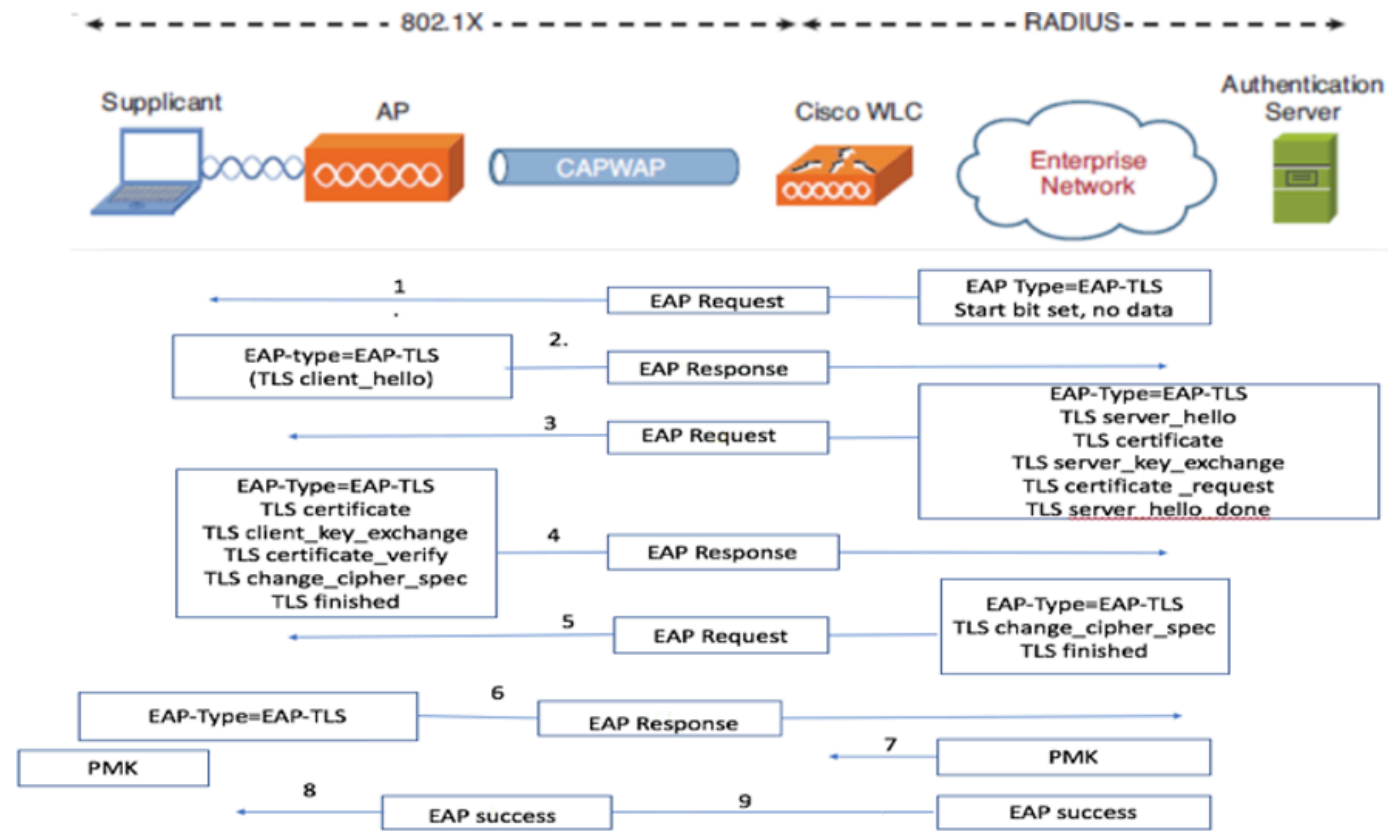 802.1X
RADIUS
Supplicant
AP
CAPWAP
Cisco WLC
Enterprise
Network
Authentication
Server
1
.
EAP Request
EAP Type=EAP-TLS
Start bit set, no data
EAP-type=EAP-TLS
(TLS client_hello)
2.
EAP Response
3
EAP Request
EAP-Type=EAP-TLS
TLS server_hello
TLS certificate
TLS server_key_exchange
TLS certificate _request
TLS server_hello_done
EAP-Type=EAP-TLS
TLS certificate
TLS client_key_exchange
TLS certificate_verify
TLS change_cipher_spec
TLS finished
4
EAP Response
5
EAP Request
EAP-Type=EAP-TLS
TLS change_cipher_spec
TLS finished
EAP-Type=EAP-TLS
6
EAP Response
PMK
7
PMK
8
EAP success
9
EAP success